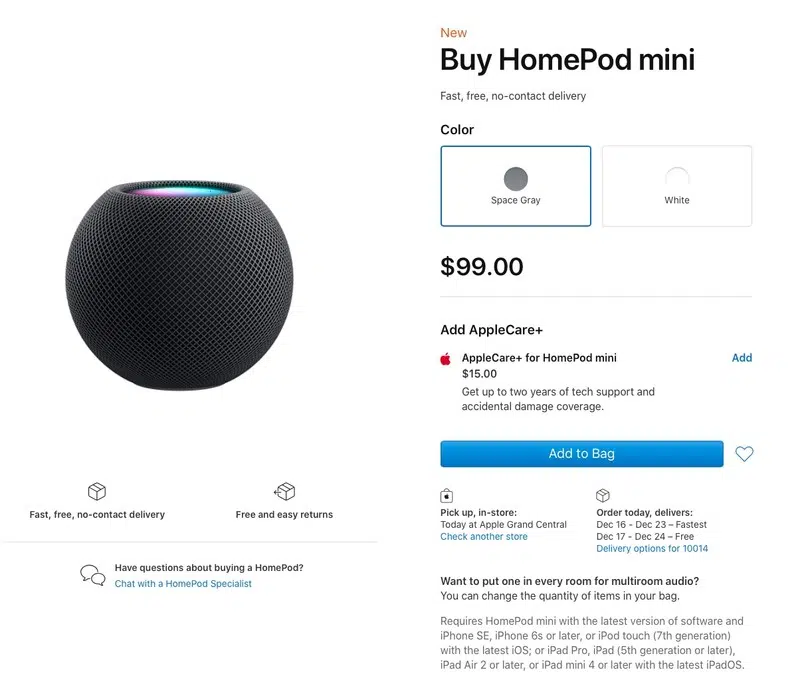 New
Buy HomePod mini
Fast, free, no-contact delivery
Color
Space Gray
White
$99.00
Add AppleCare+
AppleCare+ for HomePod mini
Add
$15.00
Get up to two years of tech support and
accidental damage coverage.
Add to Bag
Fast, free, no-contact delivery
Free and easy returns
Have questions about buying a HomePod?
Chat with a HomePod Specialist
Pick up, in-store:
Today at Apple Grand Central
Check another store
Order today, delivers:
Dec 16 - Dec 23 – Fastest
Dec 17 - Dec 24 – Free
Delivery options for 10014
Want to put one in every room for multiroom audio?
You can change the quantity of items in your bag.
Requires HomePod mini with the latest version of software and
iPhone SE, iPhone 6s or later, or iPod touch (7th generation)
with the latest iOS; or iPad Pro, iPad (5th generation or later),
iPad Air 2 or later, or iPad mini 4 or later with the latest iPadOS.